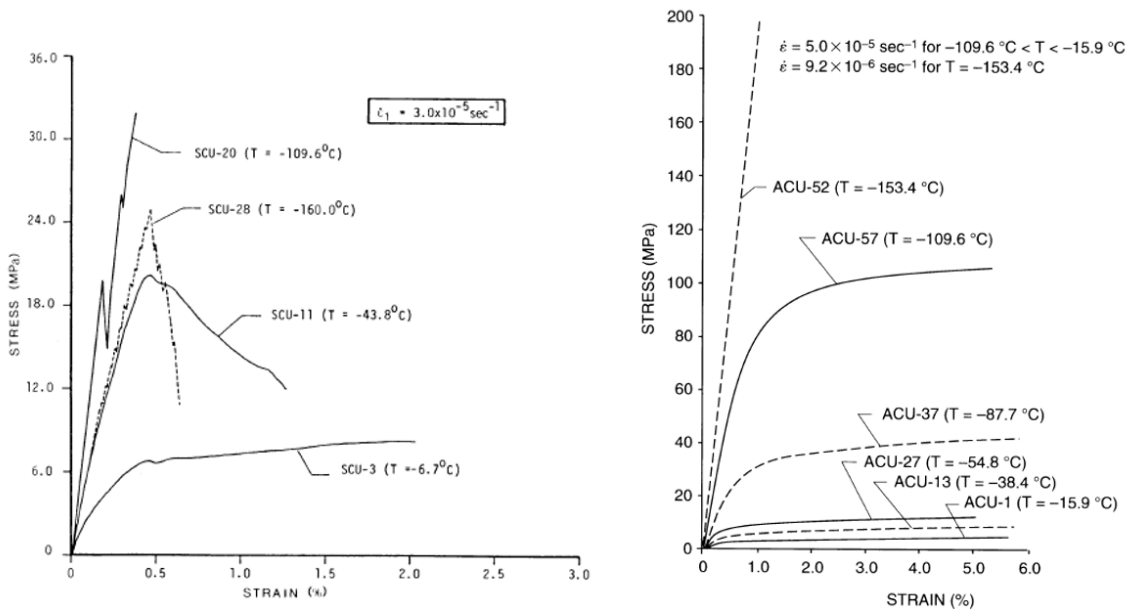 36.0
30.0
24.0
18.0
12.0
6.0
0
STRESS (MPa)
ε̇₁ = 3.0x10⁻⁵sec⁻¹
SCU-20 (T = -109.6⁰C)
SCU-28 (T = -160.0⁰C)
SCU-11 (T = -43.8⁰C)
SCU-3 (T =-6.7⁰C)
0 0.5 1.0 1.5 2.0 2.5 3.0
STRAIN (%)
200
180
160
140
120
100
80
60
40
20
0
STRESS (MPa)
ε̇ = 5.0 × 10⁻⁵ sec⁻¹ for -109.6 °C < T < -15.9 °C
ε̇ = 9.2 × 10⁻⁶ sec⁻¹ for T = -153.4 °C
ACU-52 (T = -153.4 °C)
ACU-57 (T = -109.6 °C)
ACU-37 (T = -87.7 °C)
ACU-27 (T = -54.8 °C)
ACU-13 (T = -38.4 °C)
ACU-1 (T = -15.9 °C)
0 1.0 2.0 3.0 4.0 5.0 6.0
STRAIN (%)